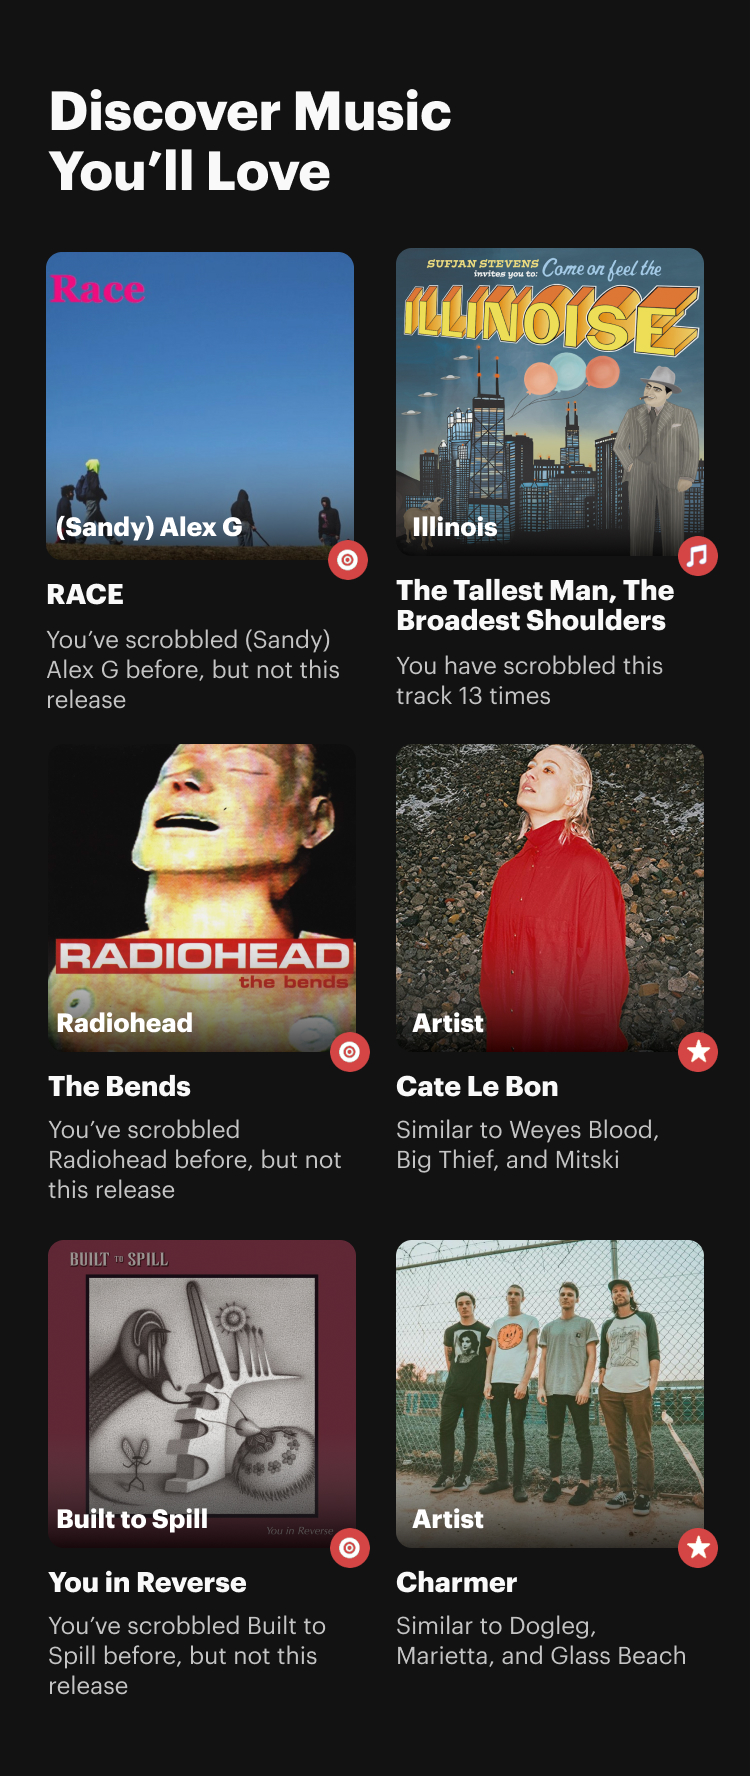 Discover Music
You’ll Love
Race
(Sandy) Alex G
RACE
You’ve scrobbled (Sandy)
Alex G before, but not this
release
SUFJAN STEVENS
invites you to:
Come on feel the
ILLINOISE
Illinois
The Tallest Man, The
Broadest Shoulders
You have scrobbled this
track 13 times
RADIOHEAD
the bends
Radiohead
The Bends
You’ve scrobbled
Radiohead before, but not
this release
Artist
Cate Le Bon
Similar to Weyes Blood,
Big Thief, and Mitski
BUILT TO SPILL
Built to Spill
You in Reverse
You in Reverse
You’ve scrobbled Built to
Spill before, but not this
release
Artist
Charmer
Similar to Dogleg,
Marietta, and Glass Beach